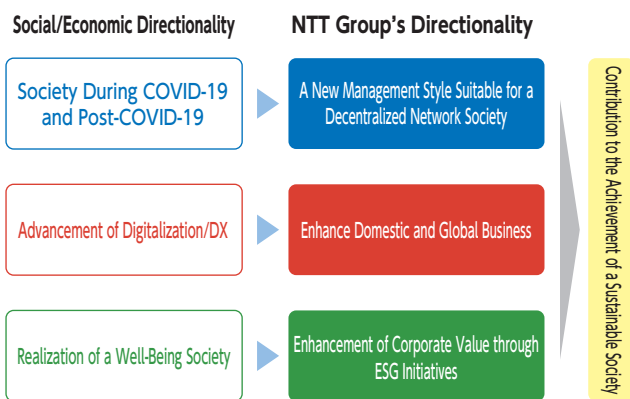 Social/Economic Directionality
NTT Group's Directionality
Society During COVID-19
and Post-COVID-19
A New Management Style Suitable for a
Decentralized Network Society
Advancement of Digitalization/DX
Enhance Domestic and Global Business
Realization of a Well-Being Society
Enhancement of Corporate Value through
ESG Initiatives
Contribution to the Achievement of a Sustainable Society